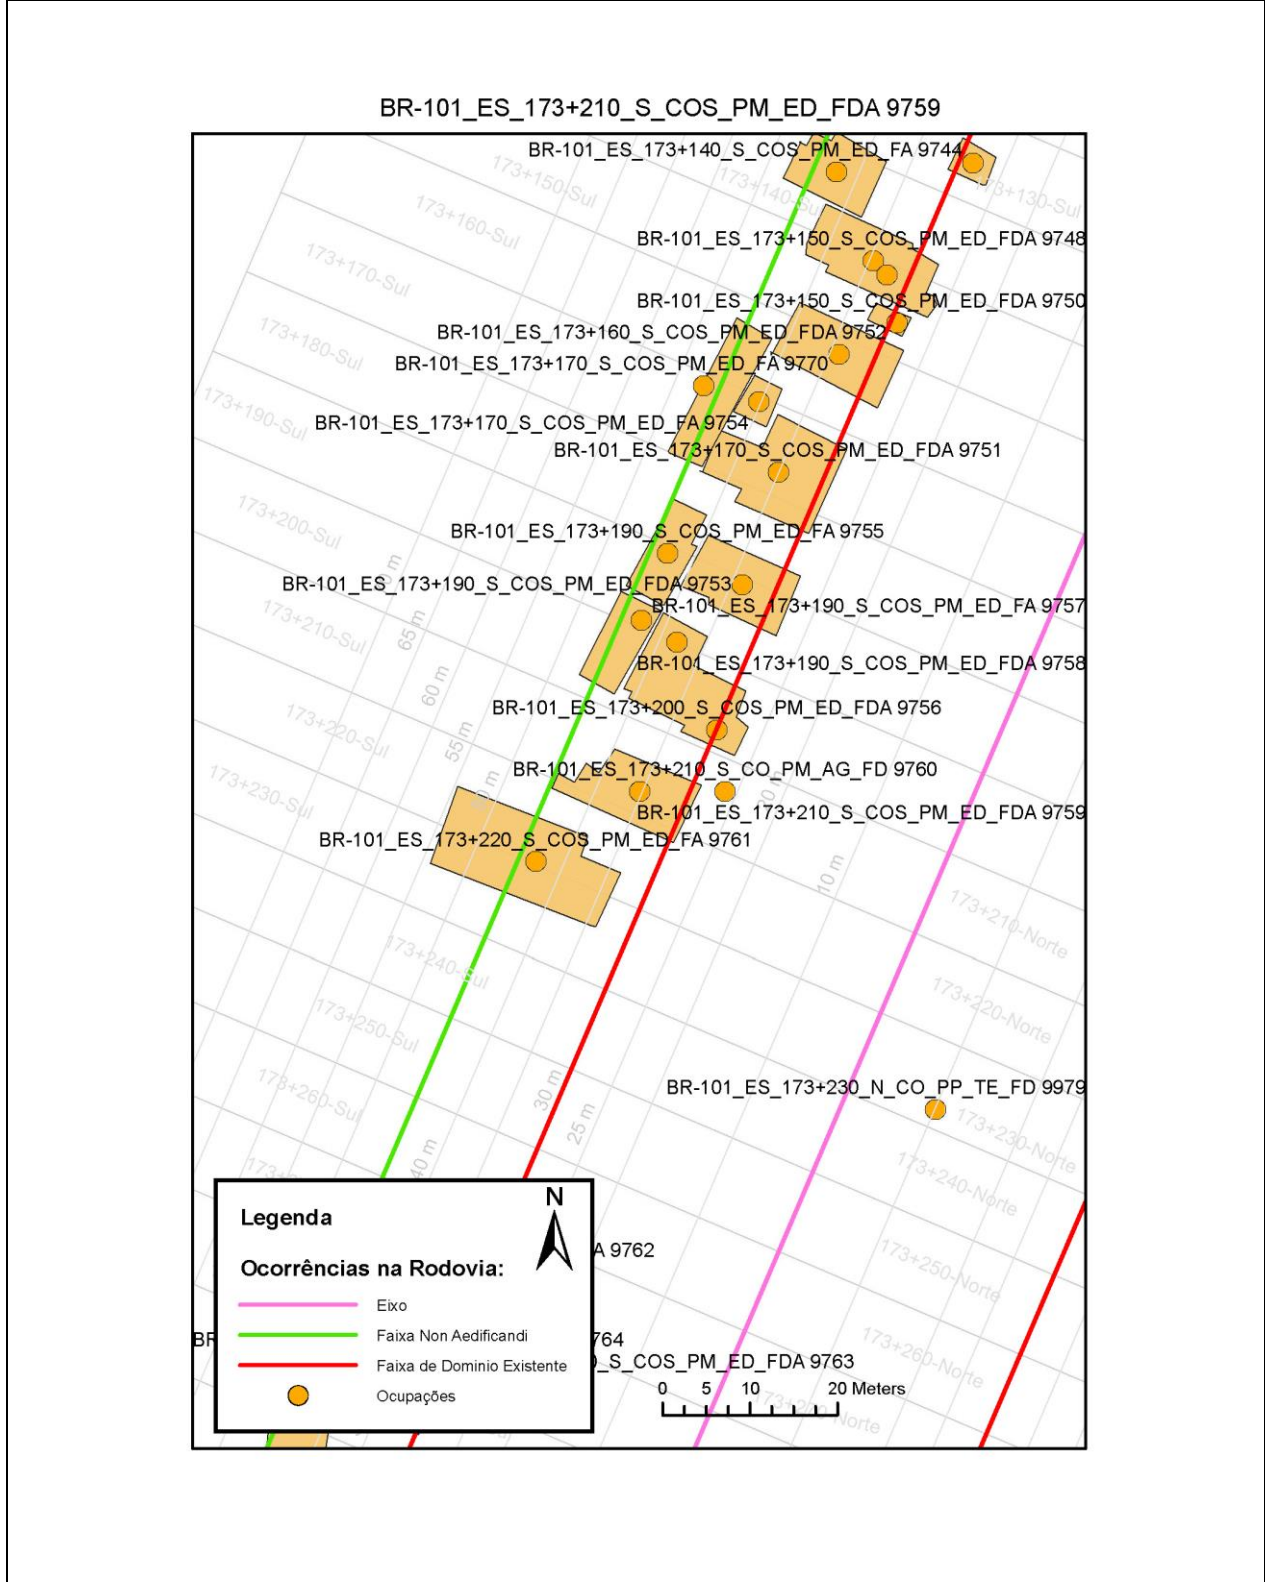 BR-101_ES_173+210_S_COS_PM_ED_FDA 9759
BR-101_ES_173+140_S_COS_PM_ED_FA 9744
173+150-Sul
173+140-Sul
173+130-Sul
173+160-Sul
BR-101_ES_173+150_S_COS_PM_ED_FDA 9748
173+170-Sul
BR-101_ES_173+150_S_COS_PM_ED_FDA 9750
BR-101_ES_173+160_S_COS_PM_ED_FDA 9752
173+180-Sul
BR-101_ES_173+170_S_COS_PM_ED_FA 9770
173+190-Sul
BR-101_ES_173+170_S_COS_PM_ED_FA 9754
BR-101_ES_173+170_S_COS_PM_ED_FDA 9751
173+200-Sul
BR-101_ES_173+190_S_COS_PM_ED_FA 9755
BR-101_ES_173+190_S_COS_PM_ED_FDA 9753
BR-101_ES_173+190_S_COS_PM_ED_FA 9757
173+210-Sul
65 m
BR-101_ES_173+190_S_COS_PM_ED_FDA 9758
60 m
BR-101_ES_173+200_S_COS_PM_ED_FDA 9756
173+220-Sul
55 m
BR-101_ES_173+210_S_CO_PM_AG_FD 9760
173+230-Sul
BR-101_ES_173+210_S_COS_PM_ED_FDA 9759
BR-101_ES_173+220_S_COS_PM_ED_FA 9761
10 m
173+210-Norte
173+240-Sul
173+220-Norte
173+250-Sul
BR-101_ES_173+230_N_CO_PP_TE_FD 9979
173+260-Sul
30 m
25 m
173+230-Norte
40 m
173+240-Norte
N
Legenda
A 9762
173+250-Norte
Ocorrências na Rodovia:
Eixo
BR
Faixa Non Aedificandi
764
173+260-Norte
Faixa de Dominio Existente
_S_COS_PM_ED_FDA 9763
Ocupações
0 5 10 20 Meters